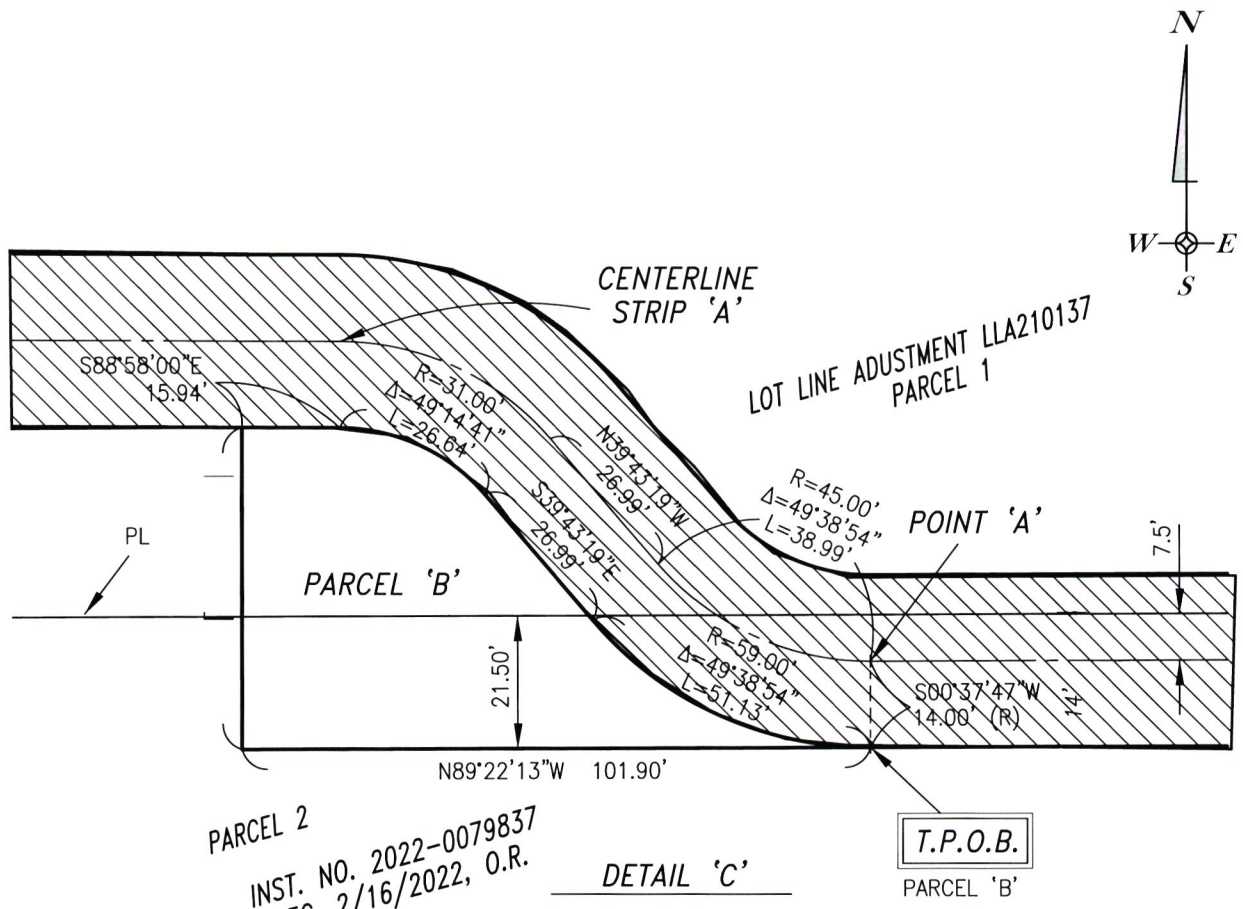 N
W E
S
CENTERLINE
STRIP 'A'
LOT LINE ADUSTMENT LLA210137
PARCEL 1
S88°58'00"E
15.94'
R=31.00'
Δ=49°14'41"
L=26.64'
N39°43'19"W
26.99'
S39°43'19"E
26.99'
R=45.00'
Δ=49°38'54"
L=38.99'
POINT 'A'
7.5'
PL
PARCEL 'B'
21.50'
R=59.00'
Δ=49°38'54"
L=51.13'
S00°37'47"W
14.00' (R)
14'
N89°22'13"W 101.90'
T.P.O.B.
PARCEL 'B'
PARCEL 2
INST. NO. 2022-0079837
2/16/2022, O.R.
DETAIL 'C'